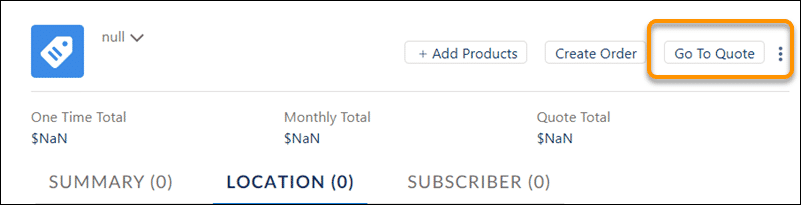 null
+ Add Products Create Order Go To Quote
One Time Total Monthly Total Quote Total
$NaN $NaN $NaN
SUMMARY (0) LOCATION (0) SUBSCRIBER (0)